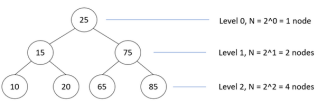 25 Level 0, N = 2^0 = 1 node
15 75 Level 1, N = 2^1 = 2 nodes
10 20 65 85 Level 2, N = 2^2 = 4 nodes